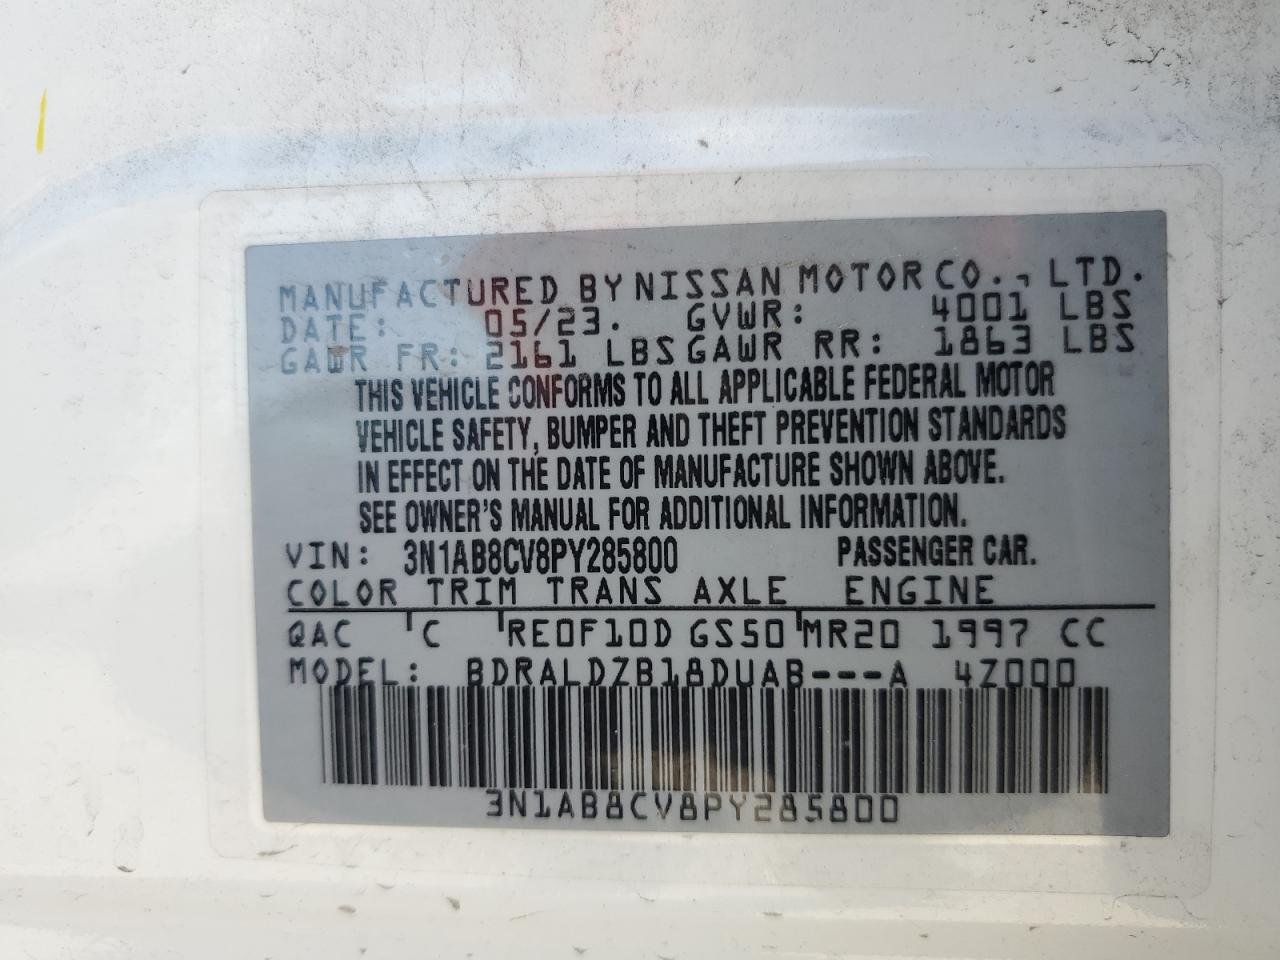 MANUFACTURED BY NISSAN MOTOR CO., LTD.
DATE: 05/23. GVWR: 4001 LBS
GAWR FR: 2161 LBS GAWR RR: 1863 LBS
THIS VEHICLE CONFORMS TO ALL APPLICABLE FEDERAL MOTOR
VEHICLE SAFETY, BUMPER AND THEFT PREVENTION STANDARDS
IN EFFECT ON THE DATE OF MANUFACTURE SHOWN ABOVE.
SEE OWNER'S MANUAL FOR ADDITIONAL INFORMATION.
VIN: 3N1AB8CV8PY285800 PASSENGER CAR.
COLOR TRIM TRANS AXLE ENGINE
QAC C RE0F10D GS50 MR20 1997 CC
MODEL: BDRALDZB18DUAB---A 4Z000
3N1AB8CV8PY285800